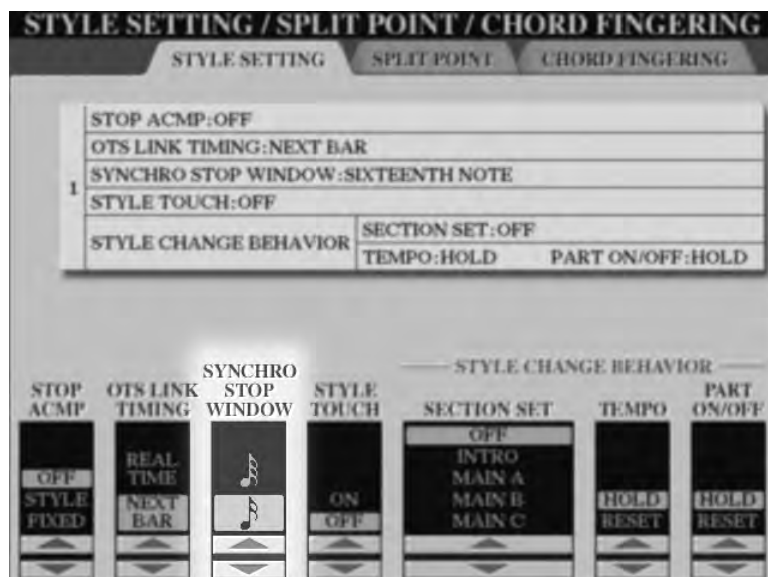 STYLE SETTING / SPLIT POINT / CHORD FINGERING
STYLE SETTING SPLIT POINT CHORD FINGERING
1
STOP ACMP:OFF
OTS LINK TIMING:NEXT BAR
SYNCHRO STOP WINDOW:SIXTEENTH NOTE
STYLE TOUCH:OFF
STYLE CHANGE BEHAVIOR
SECTION SET:OFF
TEMPO:HOLD PART ON/OFF:HOLD
STYLE CHANGE BEHAVIOR
STOP ACMP
OFF
STYLE
FIXED
OTS LINK TIMING
REAL TIME
NEXT BAR
SYNCHRO STOP WINDOW
STYLE TOUCH
ON
OFF
SECTION SET
OFF
INTRO
MAIN A
MAIN B
MAIN C
TEMPO
HOLD
RESET
PART ON/OFF
HOLD
RESET